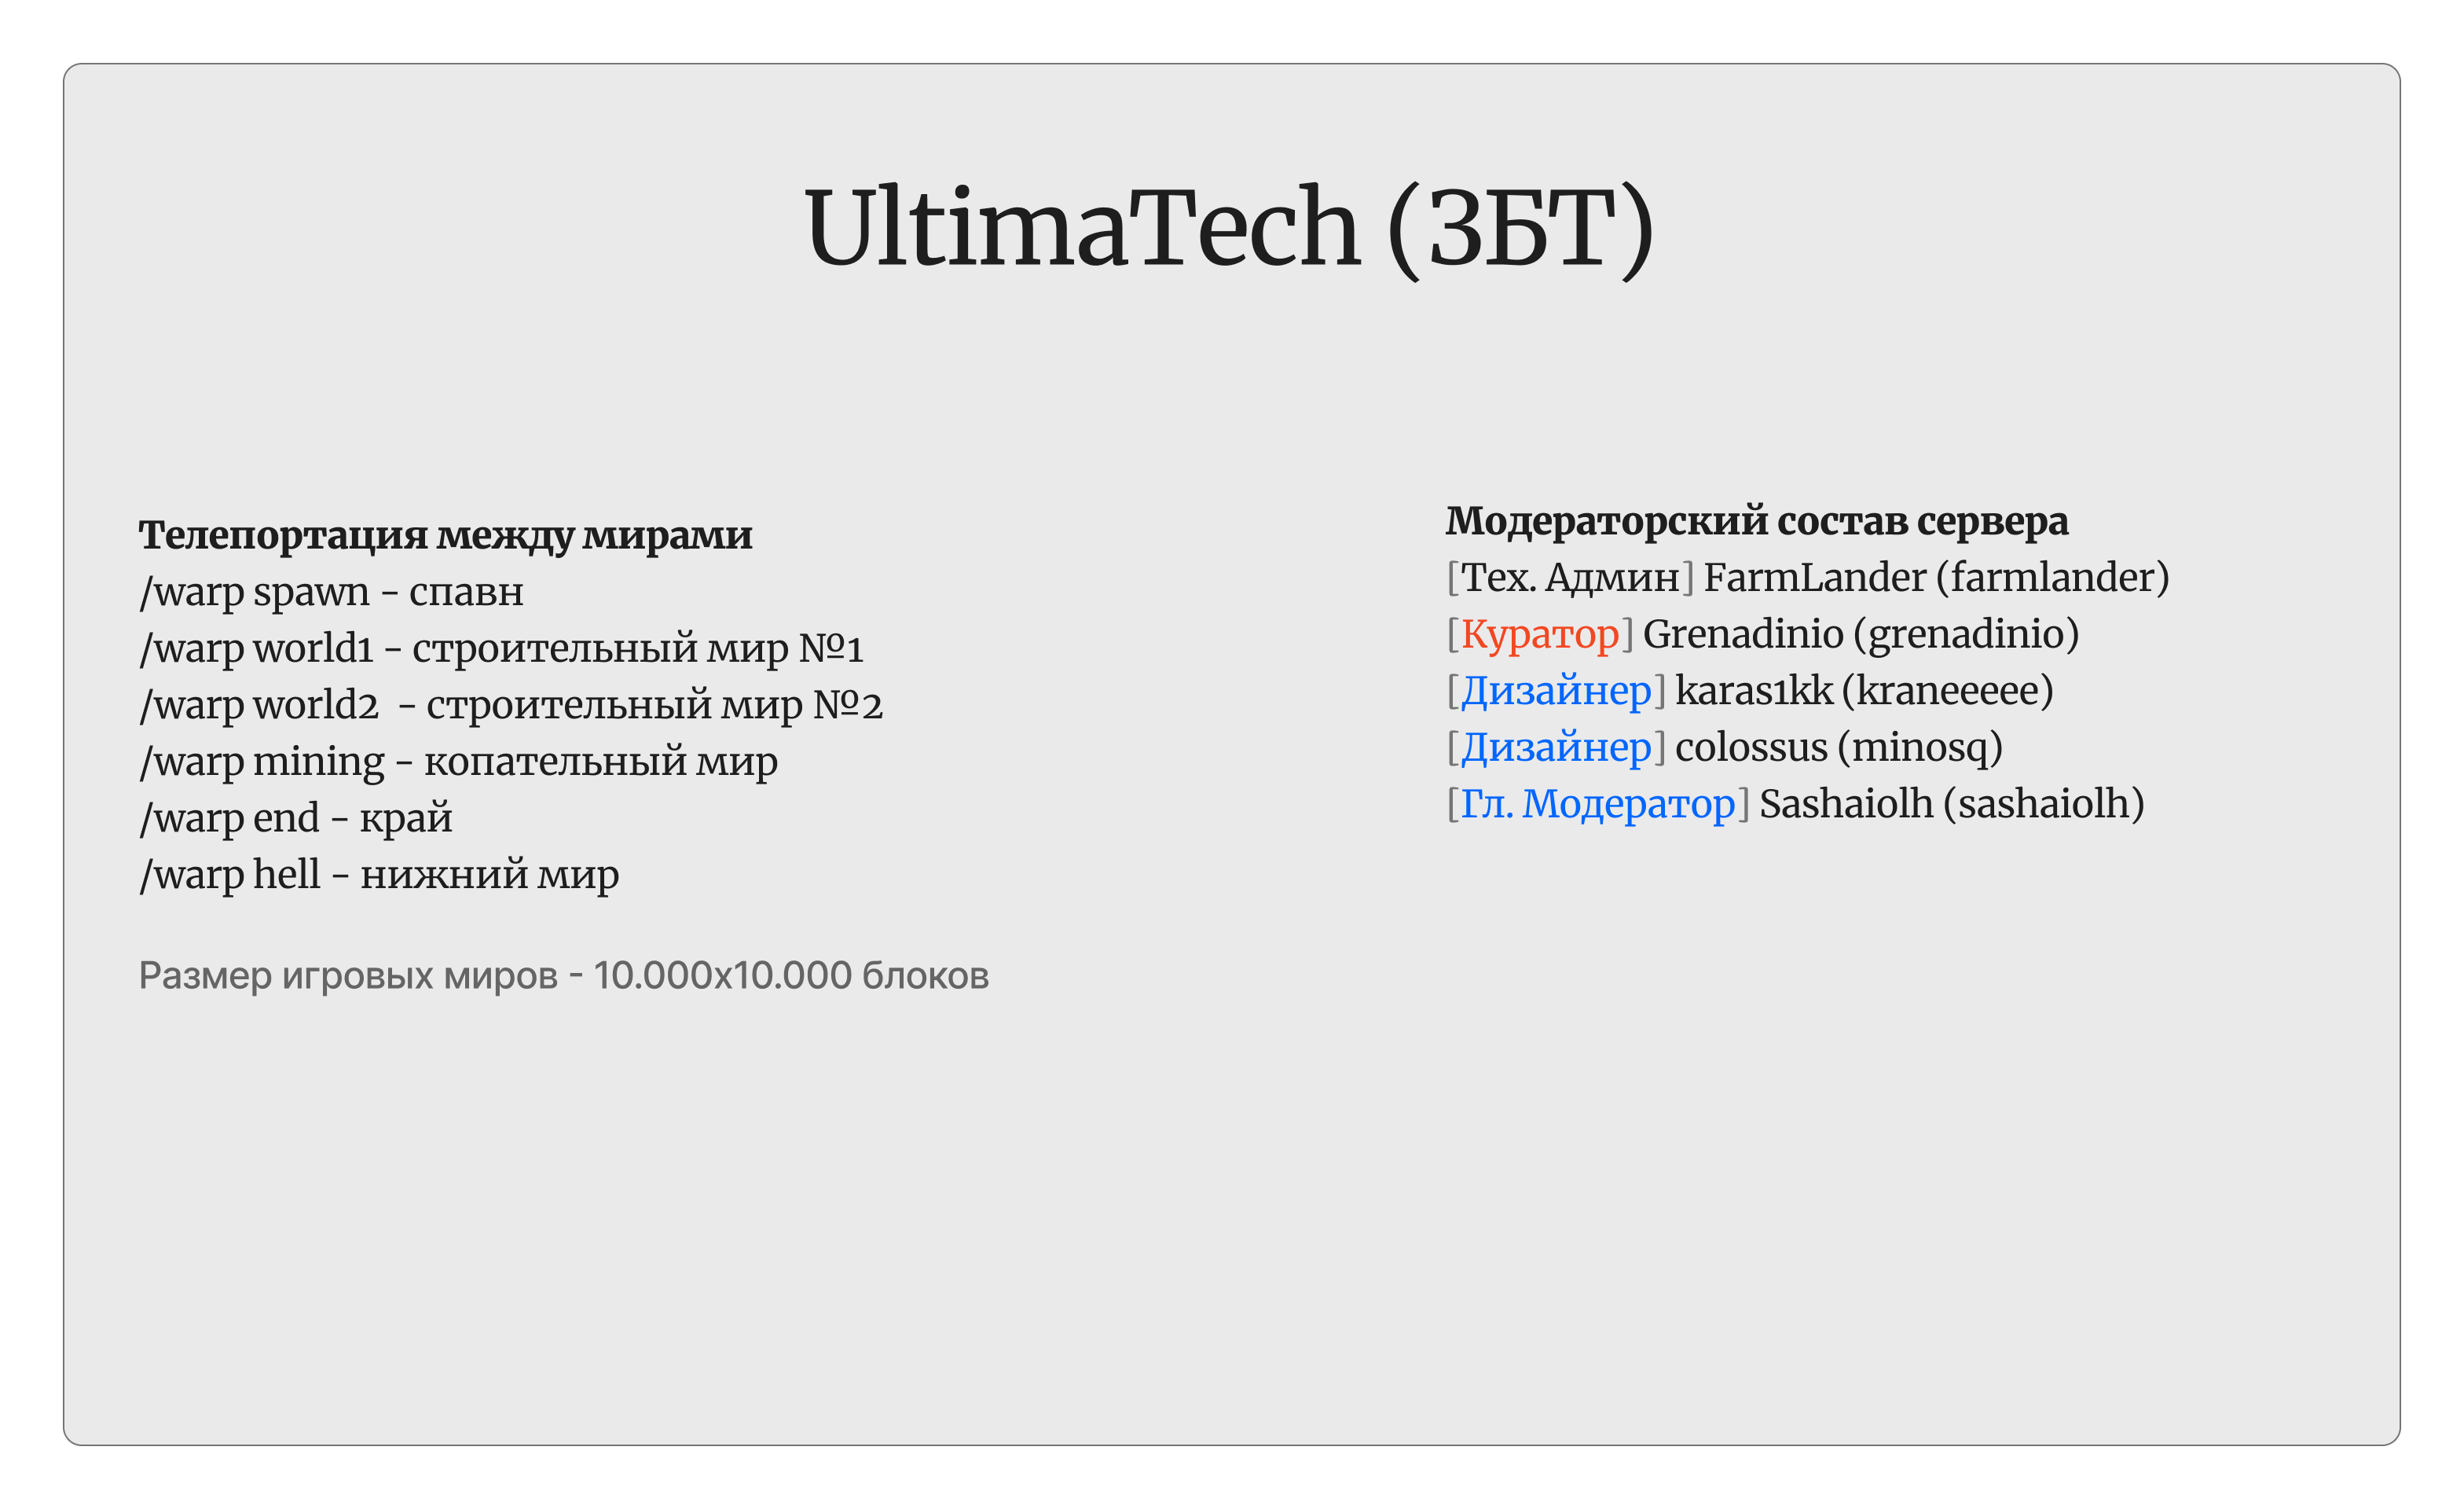 UltimaTech (ЗБТ)
Телепортация между мирами
/warp spawn - спавн
/warp world1 - строительный мир №1
/warp world2  - строительный мир №2
/warp mining - копательный мир
/warp end - край
/warp hell - нижний мир
Размер игровых миров - 10.000x10.000 блоков
Модераторский состав сервера
[Тех. Админ] FarmLander (farmlander)
[Куратор] Grenadinio (grenadinio)
[Дизайнер] karas1kk (kraneeeee)
[Дизайнер] colossus (minosq)
[Гл. Модератор] Sashaiolh (sashaiolh)